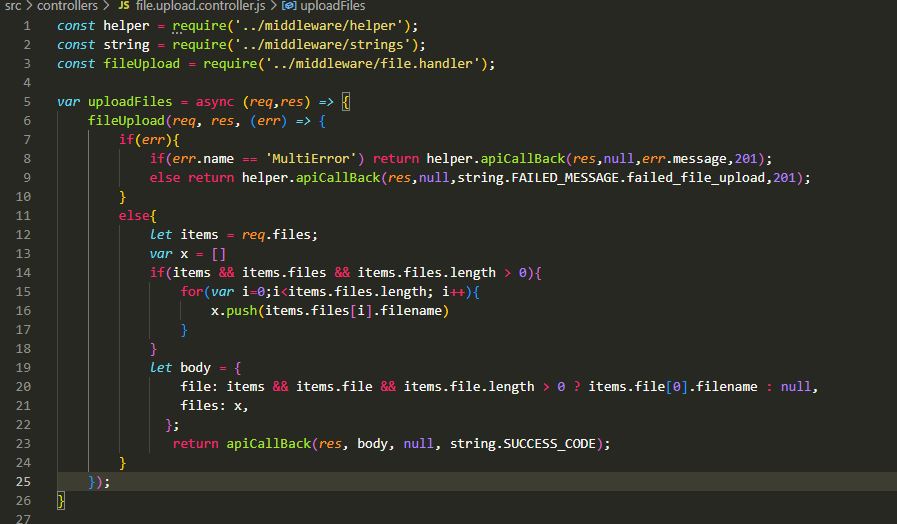 src > controllers > JS file.upload.controller.js > uploadFiles
1 const helper = require('../middleware/helper');
2 const string = require('../middleware/strings');
3 const fileUpload = require('../middleware/file.handler');
4
5 var uploadFiles = async (req,res) => {
6     fileUpload(req, res, (err) => {
7         if(err){
8             if(err.name == 'MultiError') return helper.apiCallBack(res,null,err.message,201);
9             else return helper.apiCallBack(res,null,string.FAILED_MESSAGE.failed_file_upload,201);
10         }
11         else{
12             let items = req.files;
13             var x = []
14             if(items && items.files && items.files.length > 0){
15                 for(var i=0;i<items.files.length; i++){
16                     x.push(items.files[i].filename)
17                 }
18             }
19             let body = {
20                 file: items && items.file && items.file.length > 0 ? items.file[0].filename : null,
21                 files: x,
22               };
23                return apiCallBack(res, body, null, string.SUCCESS_CODE);
24         }
25     });
26 }
27